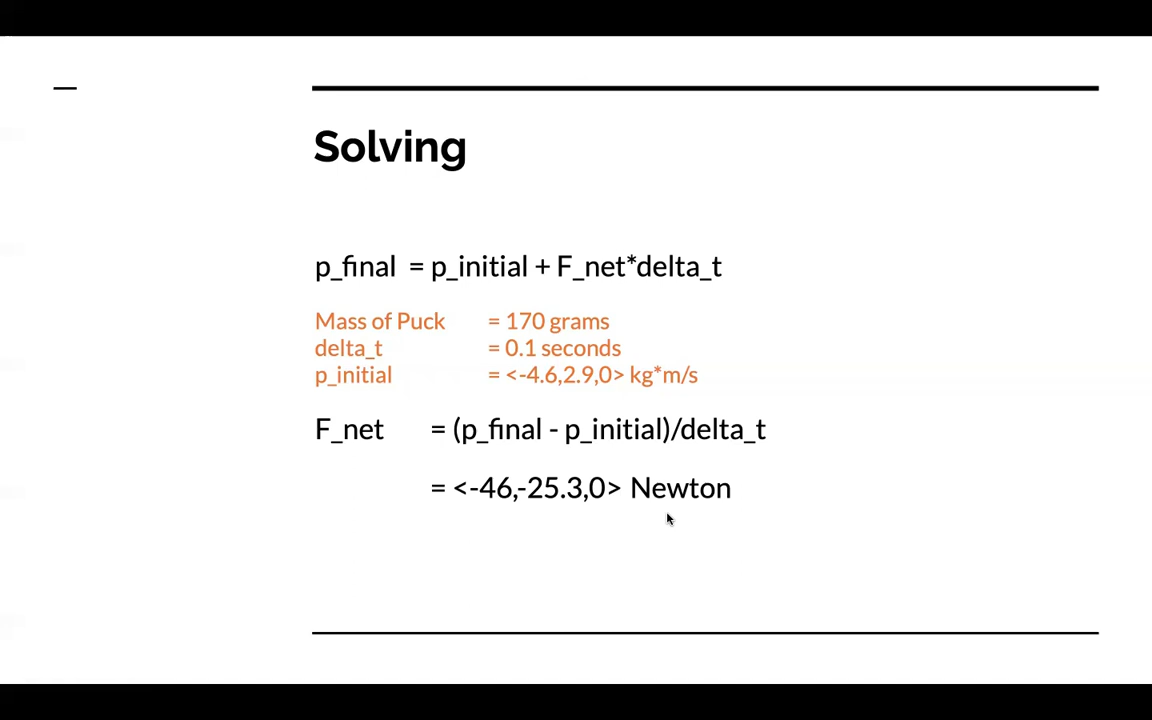 Solving
p_final = p_initial + F_net*delta_t
Mass of Puck = 170 grams
delta_t = 0.1 seconds
p_initial = <-4.6,2.9,0> kg*m/s
F_net = (p_final - p_initial)/delta_t
= <-46,-25.3,0> Newton